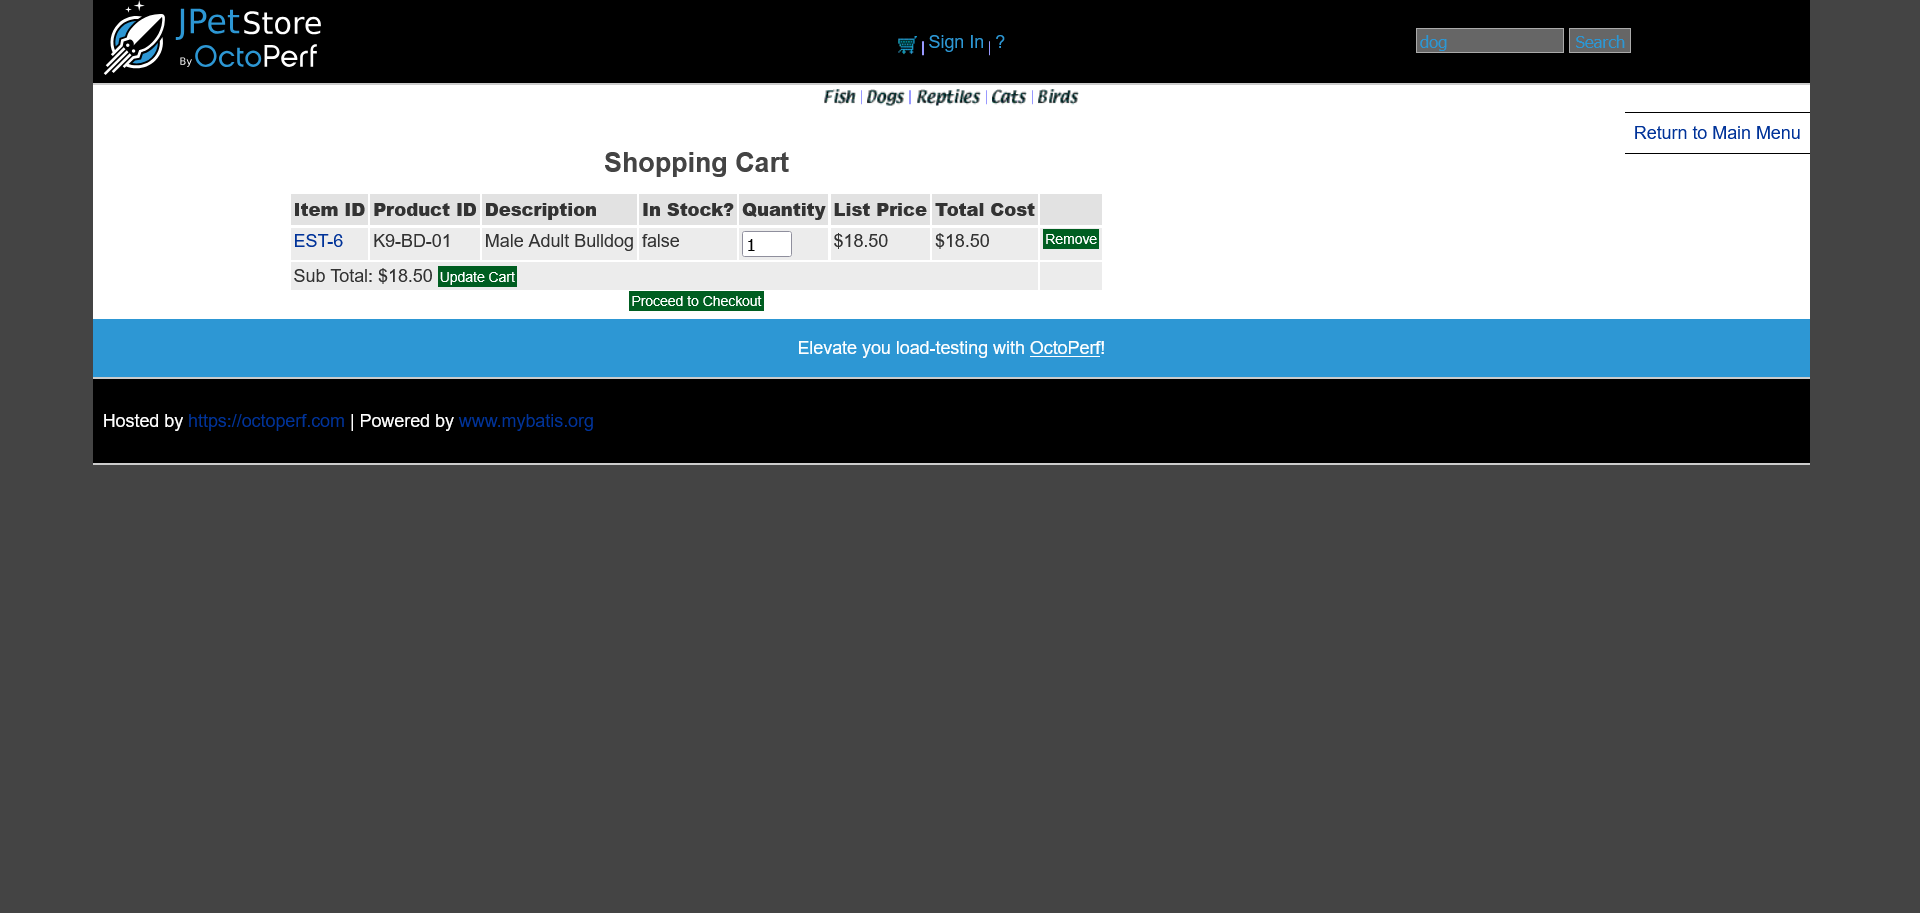 JPetStore
By OctoPerf
| Sign In | ?
dog
Search
Fish | Dogs | Reptiles | Cats | Birds
Return to Main Menu
Shopping Cart
Item ID Product ID Description In Stock? Quantity List Price Total Cost
EST-6 K9-BD-01 Male Adult Bulldog false 1 $18.50 $18.50 Remove
Sub Total: $18.50 Update Cart
Proceed to Checkout
Elevate you load-testing with OctoPerf!
Hosted by https://octoperf.com | Powered by www.mybatis.org